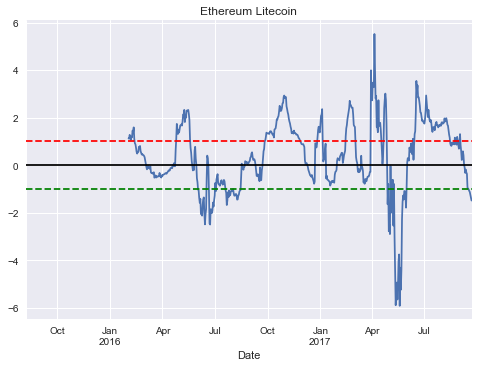 Ethereum Litecoin
6
4
2
0
−2
−4
−6
Oct
Jan
2016
Apr
Jul
Oct
Jan
2017
Apr
Jul
Date